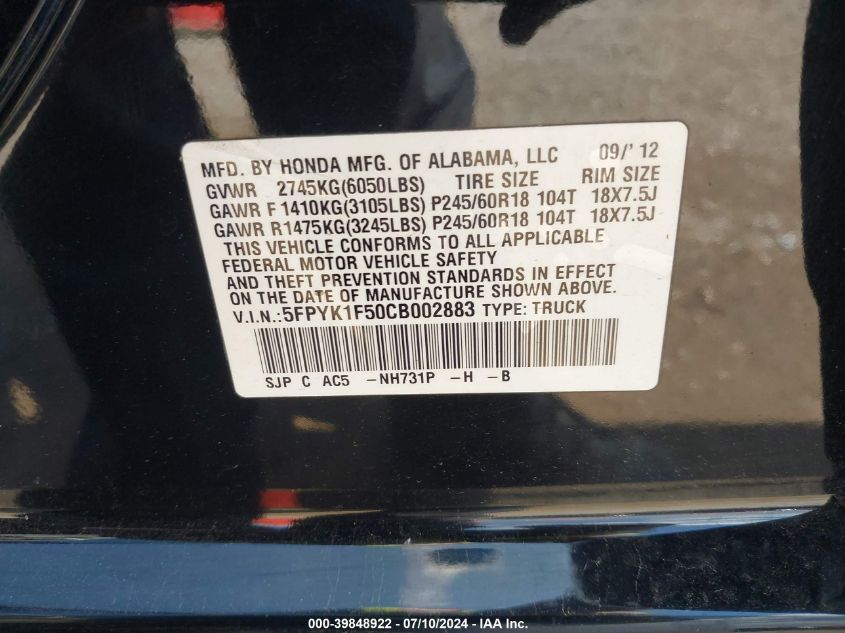 MFD. BY HONDA MFG. OF ALABAMA, LLC 09/' 12
GVWR 2745KG(6050LBS) TIRE SIZE RIM SIZE
GAWR F 1410KG(3105LBS) P245/60R18 104T 18X7.5J
GAWR R1475KG(3245LBS) P245/60R18 104T 18X7.5J
THIS VEHICLE CONFORMS TO ALL APPLICABLE
FEDERAL MOTOR VEHICLE SAFETY
AND THEFT PREVENTION STANDARDS IN EFFECT
ON THE DATE OF MANUFACTURE SHOWN ABOVE.
V.I.N.:5FPYK1F50CB002883 TYPE: TRUCK
SJP C AC5 -NH731P -H -B
000-39848922 - 07/10/2024 - IAA Inc.